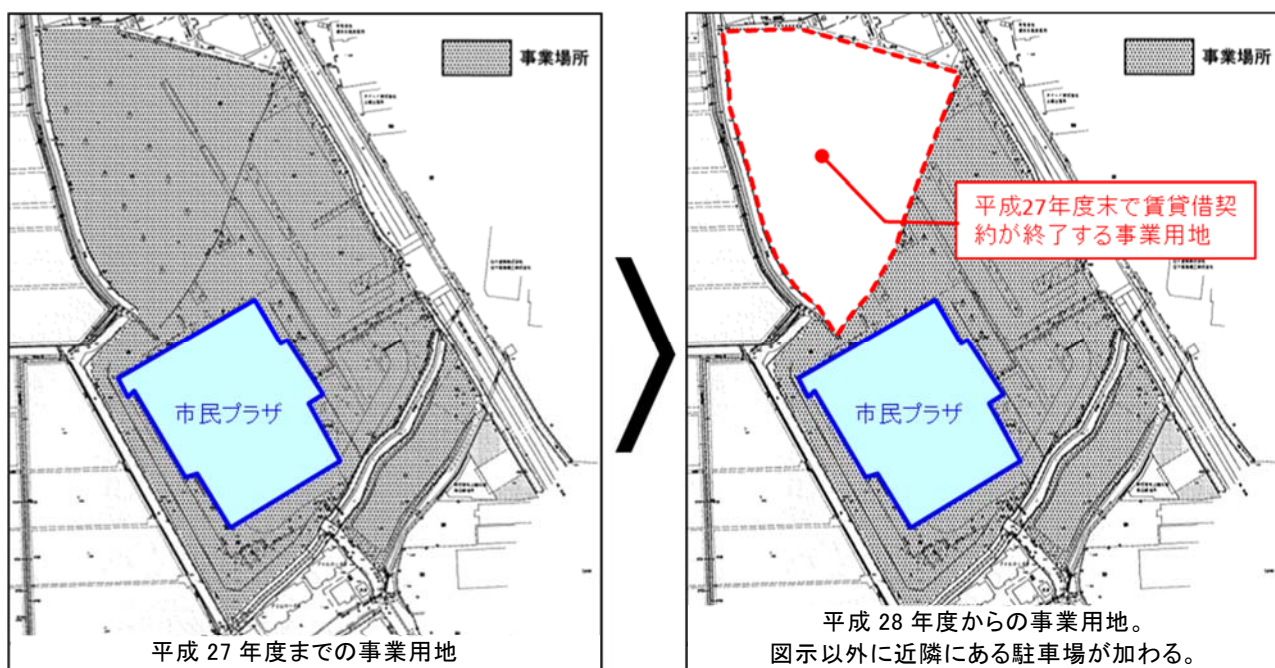 事業場所
市民プラザ
平成 27 年度までの事業用地
事業場所
平成27年度末で賃貸借契
約が終了する事業用地
市民プラザ
平成 28 年度からの事業用地。
図示以外に近隣にある駐車場が加わる。